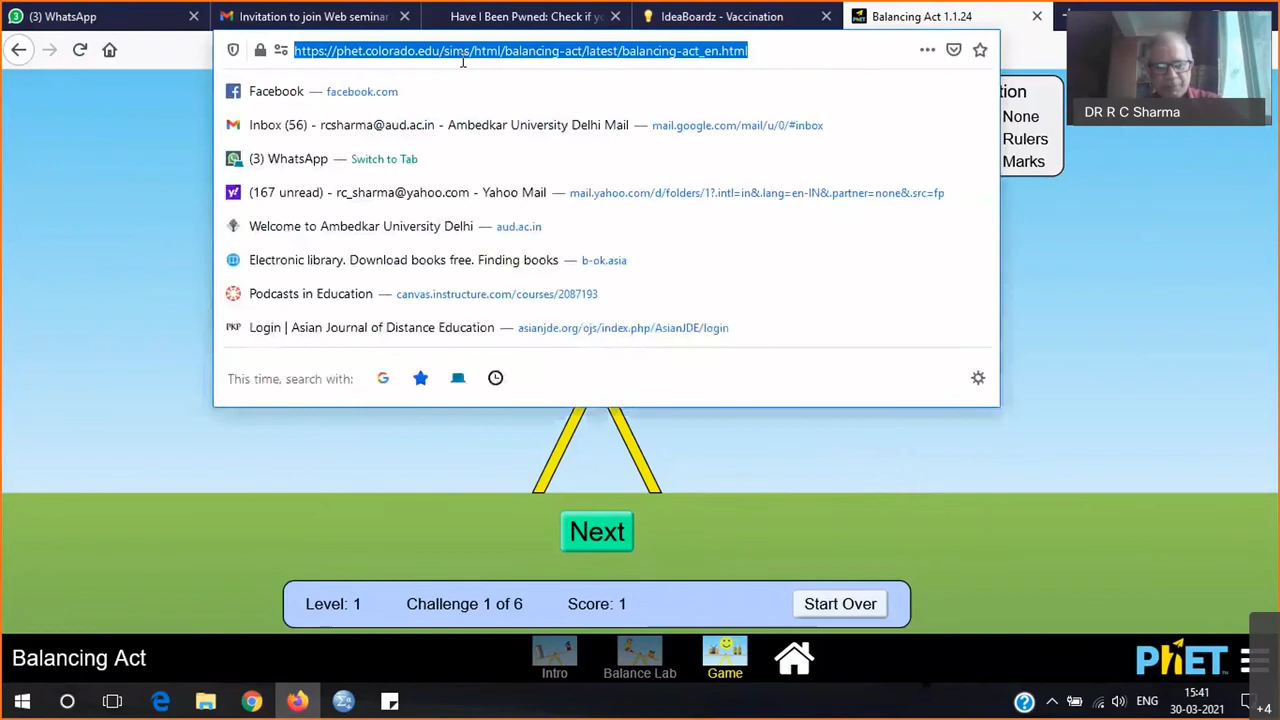 (3) WhatsApp
Invitation to join Web seminar
Have I Been Pwned: Check if yo
IdeaBoardz - Vaccination
Balancing Act 1.1.24
https://phet.colorado.edu/sims/html/balancing-act/latest/balancing-act_en.html
Facebook — facebook.com
Inbox (56) - rcsharma@aud.ac.in - Ambedkar University Delhi Mail — mail.google.com/mail/u/0/#inbox
(3) WhatsApp — Switch to Tab
(167 unread) - rc_sharma@yahoo.com - Yahoo Mail — mail.yahoo.com/d/folders/1?.intl=in&.lang=en-IN&.partner=none&.src=fp
Welcome to Ambedkar University Delhi — aud.ac.in
Electronic library. Download books free. Finding books — b-ok.asia
Podcasts in Education — canvas.instructure.com/courses/2087193
PKP Login | Asian Journal of Distance Education — asianjde.org/ojs/index.php/AsianJDE/login
This time, search with:
DR R C Sharma
tion
None
Rulers
Marks
Next
Level: 1 Challenge 1 of 6 Score: 1 Start Over
Balancing Act
Intro
Balance Lab
Game
PhET
ENG
15:41
30-03-2021
+4